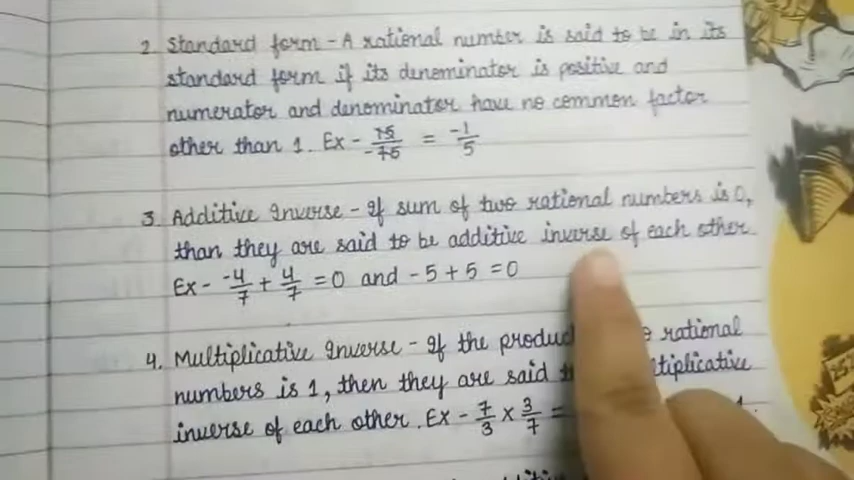 2. Standard form - A rational number is said to be in its
standard form if its denominator is positive and
numerator and denominator have no common factor
other than 1. Ex - 15/-75 = -1/5
3. Additive Inverse - If sum of two rational numbers is 0,
than they are said to be additive inverse of each other
Ex - -4/7 + 4/7 = 0 and -5 + 5 = 0
4. Multiplicative Inverse - If the product rational
numbers is 1, then they are said
inverse of each other. Ex - 7/3 x 3/7 =